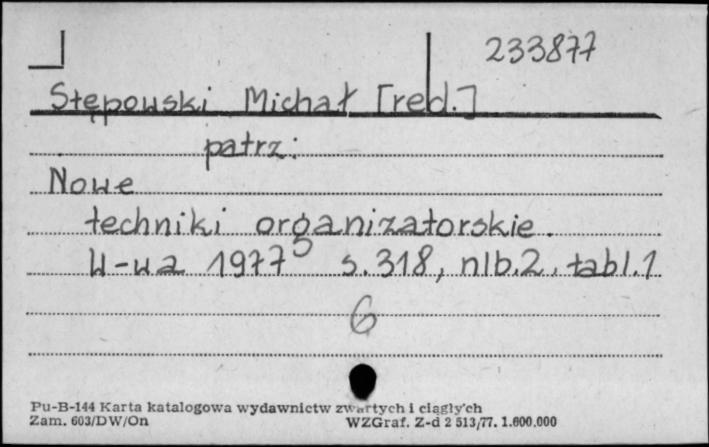 233877
Stępowski Michał [red.]
patrz:
Nowe
techniki organizatorskie.
W-wa 1977 s.318, nlb.2, tabl.1
6
Pu-B-144 Karta katalogowa wydawnictw zwartych i ciągłych
Zam. 603/DW/On WZGraf. Z-d 2 513/77. 1.600.000